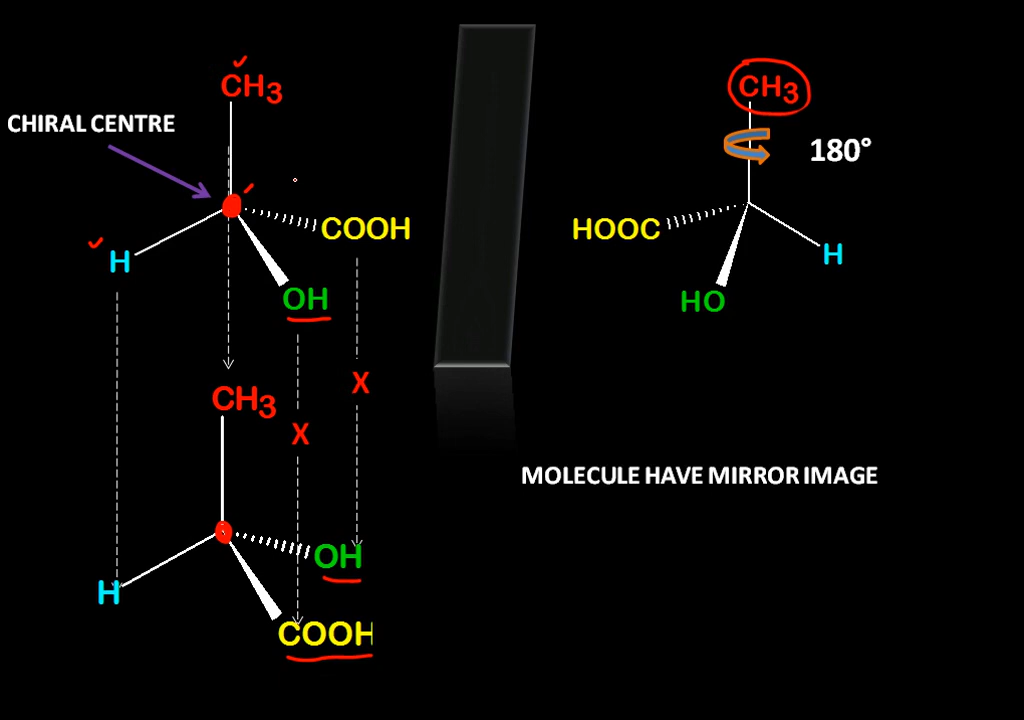 CH3
CH3
CHIRAL CENTRE
180°
COOH
HOOC
H
H
OH
HO
X
CH3
X
MOLECULE HAVE MIRROR IMAGE
OH
H
COOH